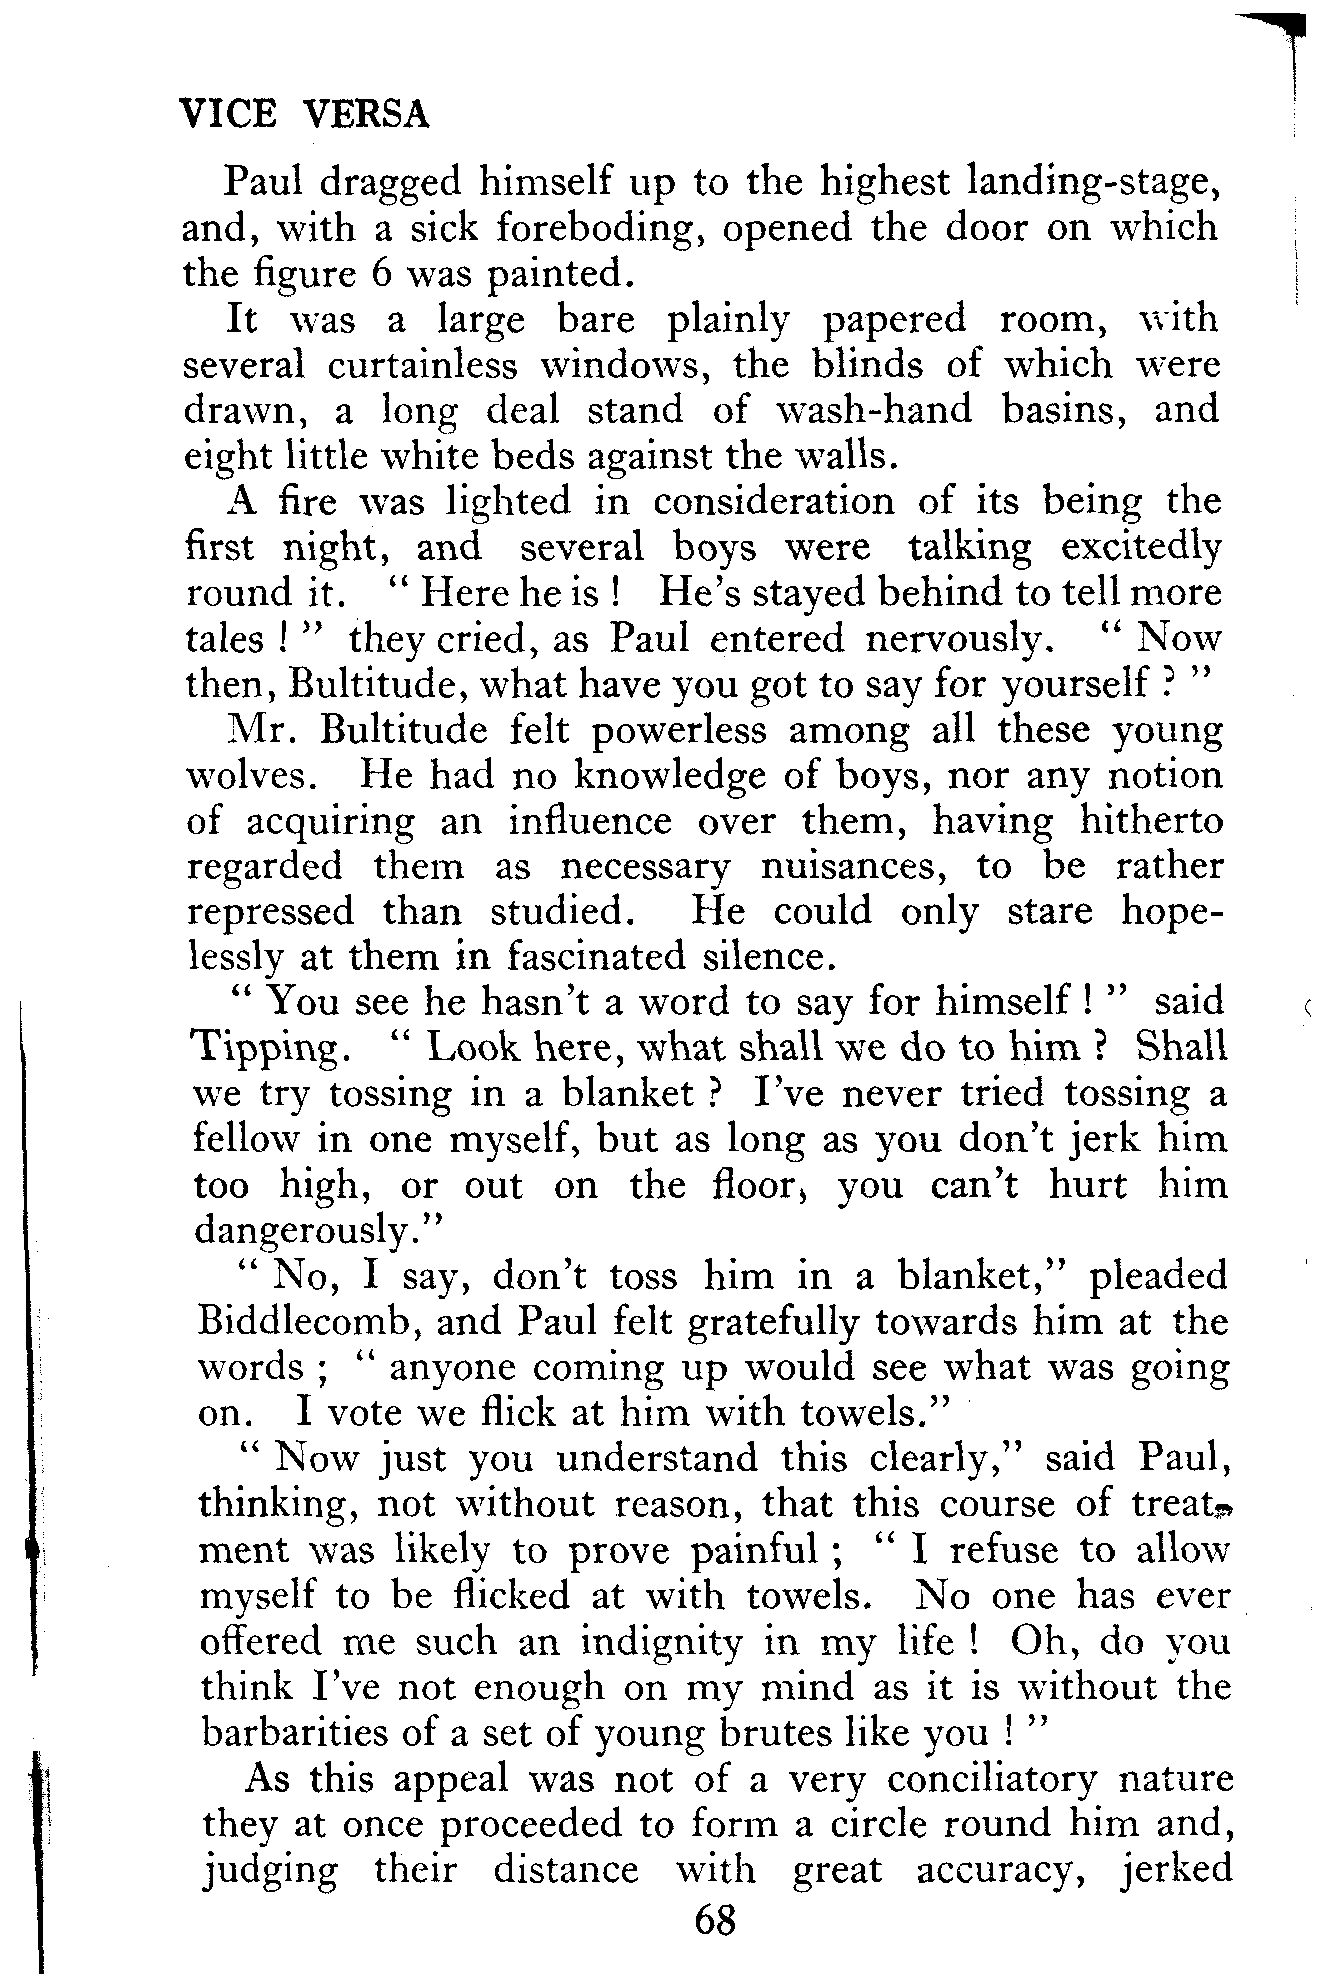 VICE VERSA
Paul dragged himself up to the highest landing-stage,
and, with a sick foreboding, opened the door on which
the figure 6 was painted.
It was a large bare plainly papered room, with
several curtainless windows, the blinds of which were
drawn, a long deal stand of wash-hand basins, and
eight little white beds against the walls.
A fire was lighted in consideration of its being the
first night, and several boys were talking excitedly
round it. " Here he is ! He's stayed behind to tell more
tales ! " they cried, as Paul entered nervously. " Now
then, Bultitude, what have you got to say for yourself ? "
Mr. Bultitude felt powerless among all these young
wolves. He had no knowledge of boys, nor any notion
of acquiring an influence over them, having hitherto
regarded them as necessary nuisances, to be rather
repressed than studied. He could only stare hope-
lessly at them in fascinated silence.
" You see he hasn't a word to say for himself ! " said
Tipping. " Look here, what shall we do to him ? Shall
we try tossing in a blanket ? I've never tried tossing a
fellow in one myself, but as long as you don't jerk him
too high, or out on the floor, you can't hurt him
dangerously."
" No, I say, don't toss him in a blanket," pleaded
Biddlecomb, and Paul felt gratefully towards him at the
words ; " anyone coming up would see what was going
on. I vote we flick at him with towels."
" Now just you understand this clearly," said Paul,
thinking, not without reason, that this course of treat-
ment was likely to prove painful ; " I refuse to allow
myself to be flicked at with towels. No one has ever
offered me such an indignity in my life ! Oh, do you
think I've not enough on my mind as it is without the
barbarities of a set of young brutes like you ! "
As this appeal was not of a very conciliatory nature
they at once proceeded to form a circle round him and,
judging their distance with great accuracy, jerked
68